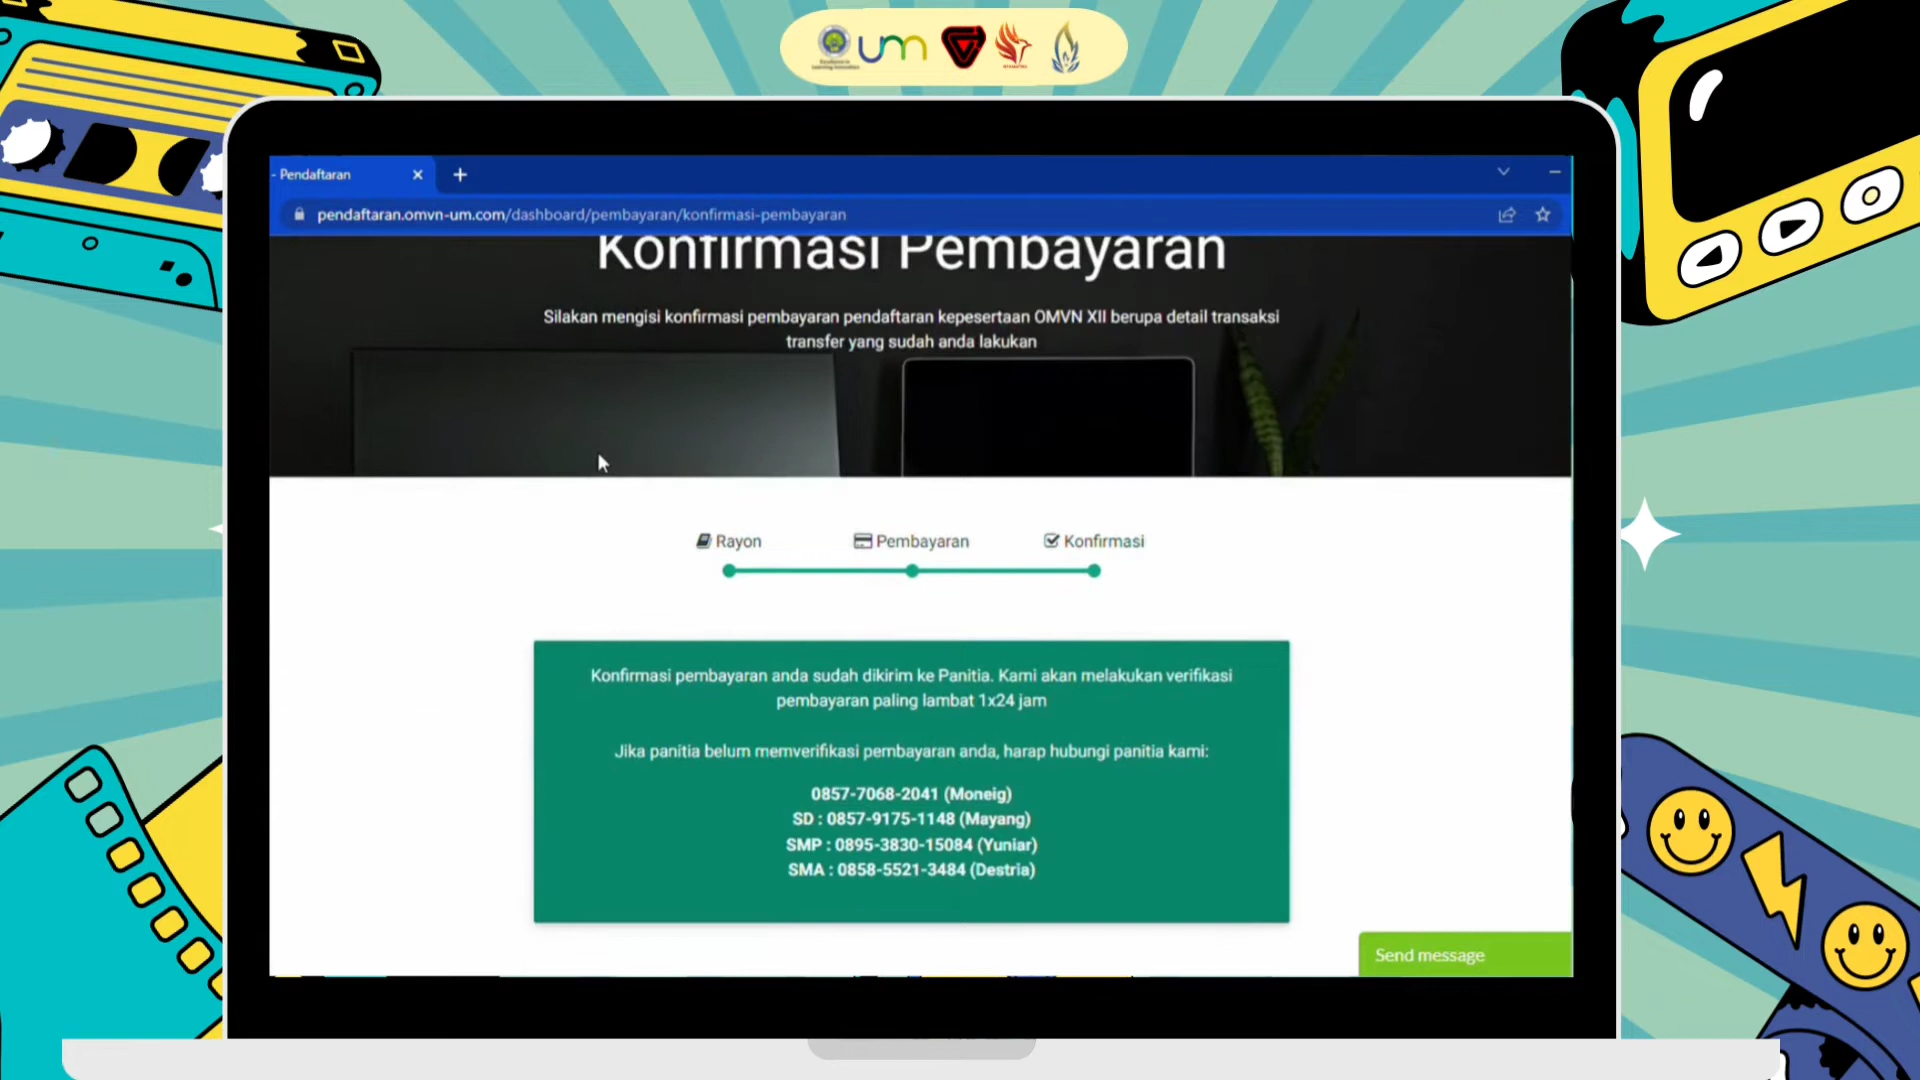 um
- Pendaftaran
pendaftaran.omvn-um.com/dashboard/pembayaran/konfirmasi-pembayaran
Konfirmasi Pembayaran
Silakan mengisi konfirmasi pembayaran pendaftaran kepesertaan OMVN XII berupa detail transaksi
transfer yang sudah anda lakukan
Rayon
Pembayaran
Konfirmasi
Konfirmasi pembayaran anda sudah dikirim ke Panitia. Kami akan melakukan verifikasi
pembayaran paling lambat 1x24 jam
Jika panitia belum memverifikasi pembayaran anda, harap hubungi panitia kami:
0857-7068-2041 (Moneig)
SD : 0857-9175-1148 (Mayang)
SMP : 0895-3830-15084 (Yuniar)
SMA : 0858-5521-3484 (Destria)
Send message